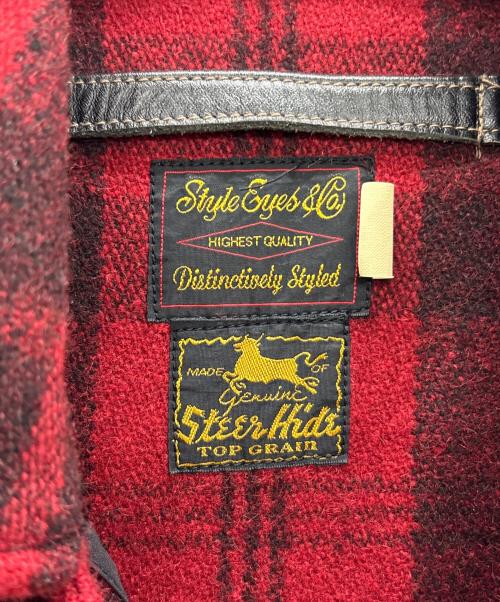 Style Eyes & Co
HIGHEST QUALITY
Distinctively Styled
MADE OF
Genuine
Steer Hide
TOP GRAIN